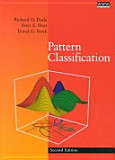 Richard O. Duda
Peter E. Hart
David G. Stork
Pattern
Classification
Second Edition